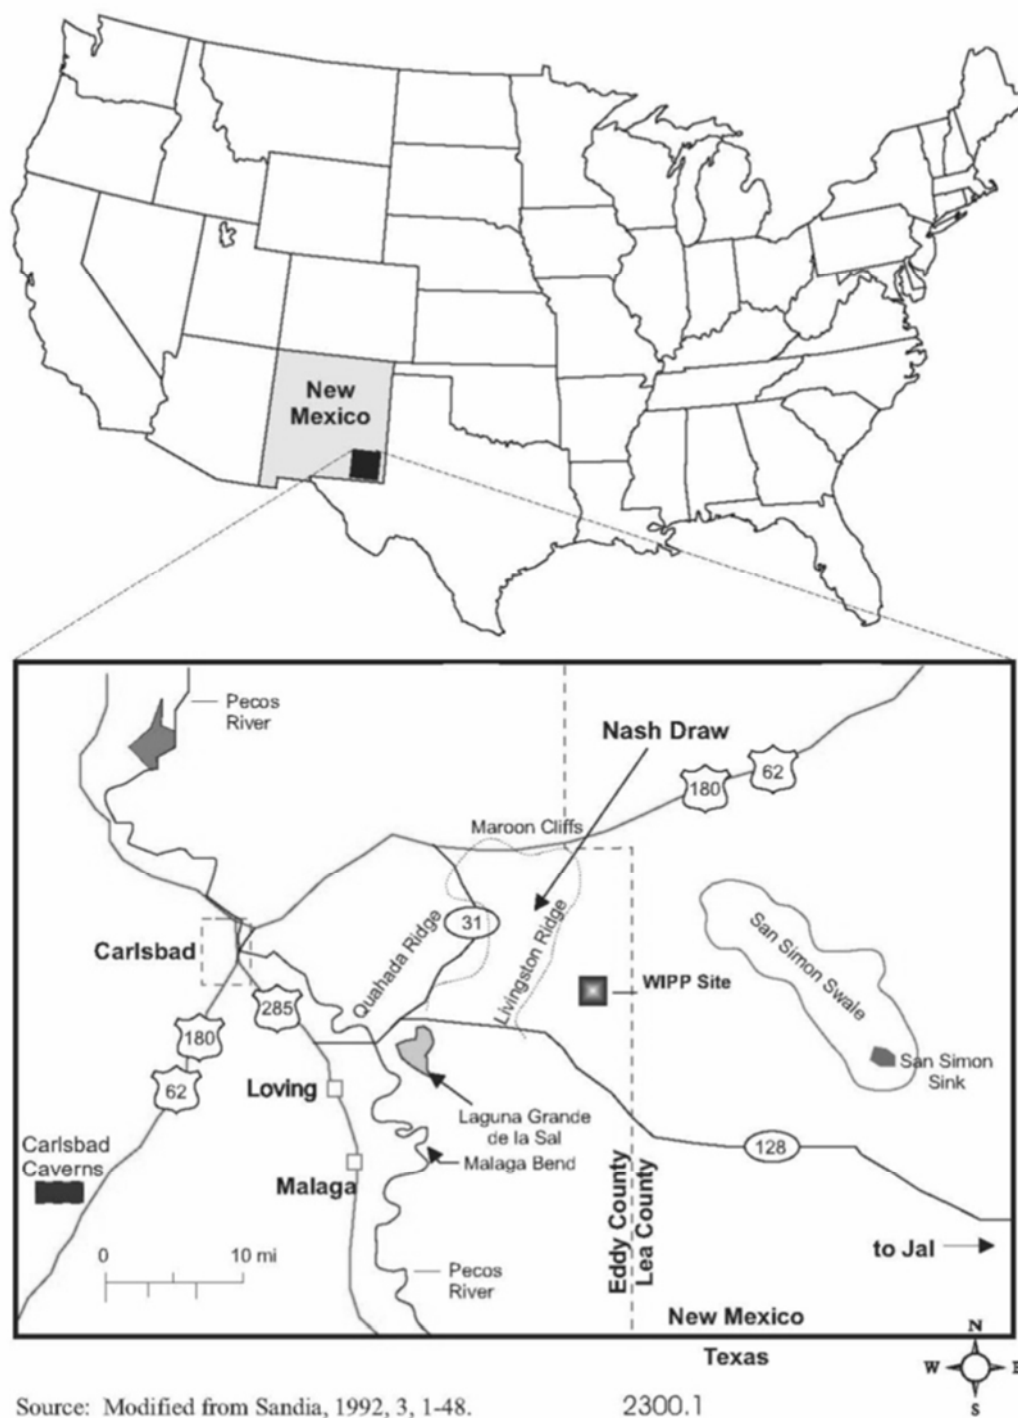 New
Mexico
Pecos
River
Nash Draw
62
180
Maroon Cliffs
Carlsbad
Quahada Ridge
31
Livingston Ridge
San Simon Swale
WIPP Site
285
180
62
San Simon
Sink
Loving
Laguna Grande
de la Sal
Malaga Bend
128
Carlsbad
Caverns
Malaga
Eddy County
Lea County
to Jal
0 10 mi
Pecos
River
New Mexico
Texas
N
W E
S
Source: Modified from Sandia, 1992, 3, 1-48.
2300.1